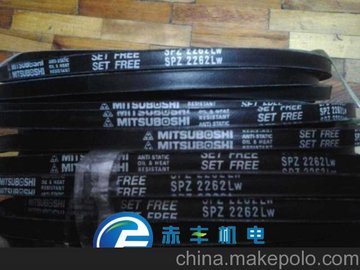 SET FREE SPZ 2262Lw
SET FREE SPZ 2262Lw
MITSUBOSHI ANTI-STATIC OIL & HEAT RESISTANT SET FREE SPZ 2262Lw
MITSUBOSHI
MITSUBOSHI ANTI-STATIC OIL & HEAT RESISTANT SET FREE
MITSUBOSHI
FREE SPZ 2262Lw
FREE SPZ 2262Lw
SPZ 2262Lw
赤丰机电
china.makepolo.com